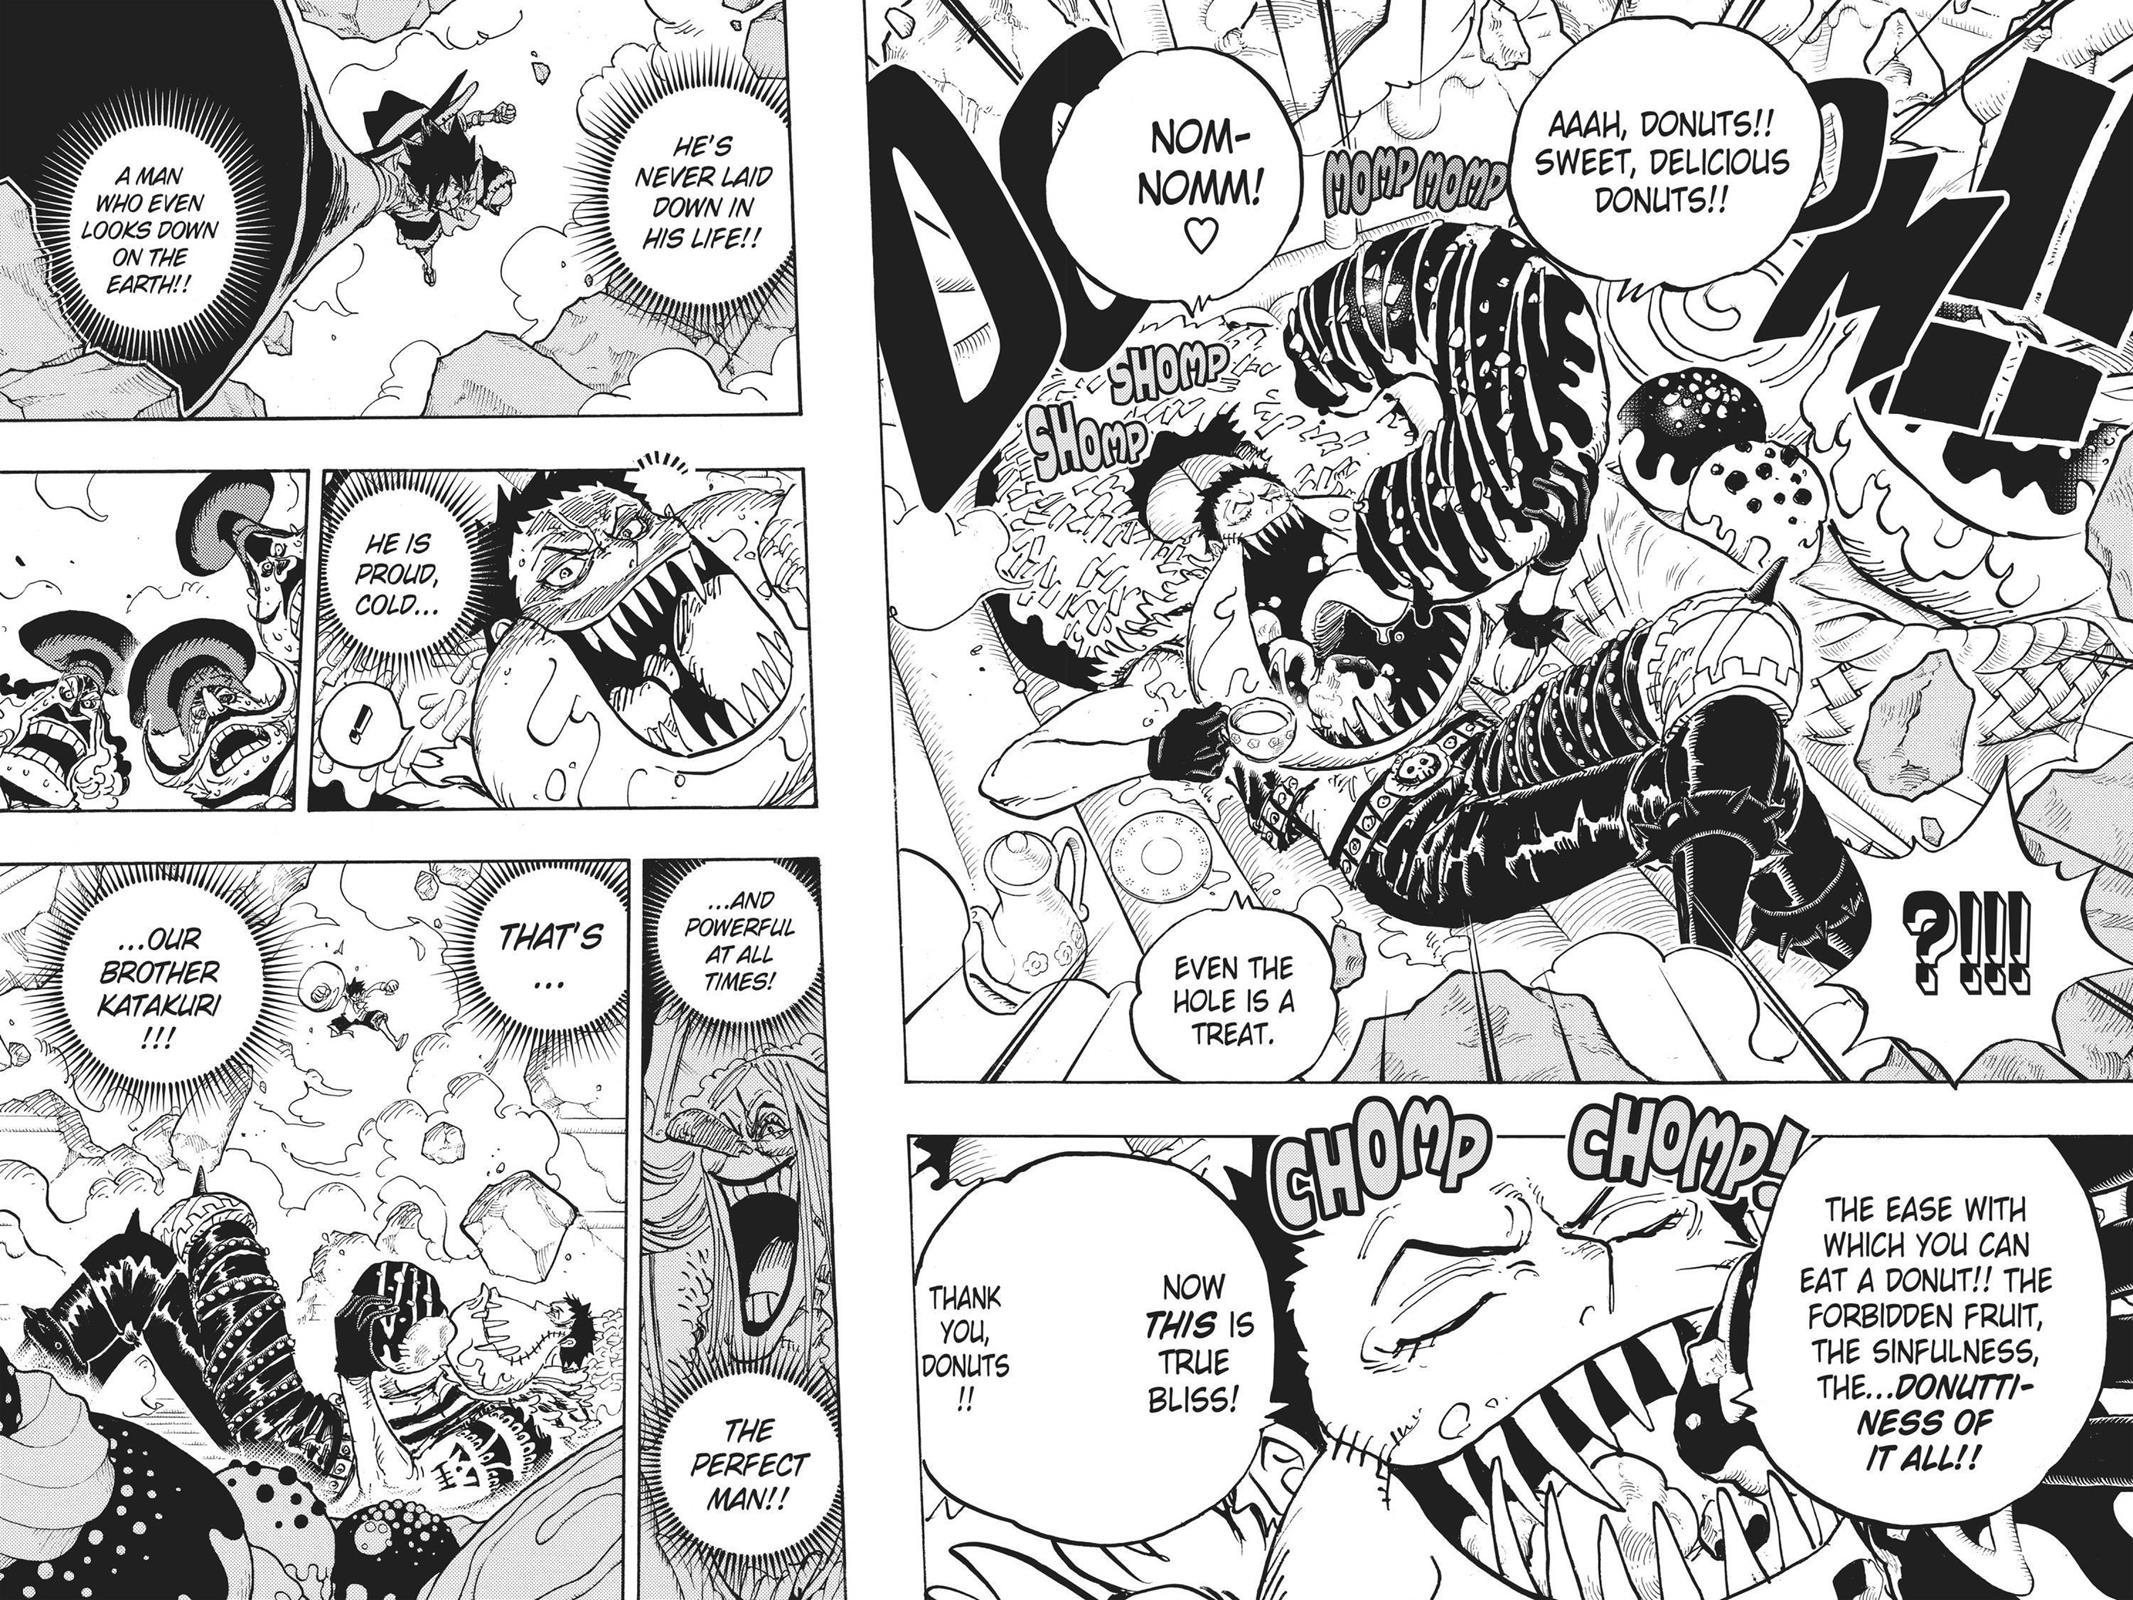 AAAH, DONUTS!!
SWEET, DELICIOUS
DONUTS!!
DOOM!!
MOMP MOMP
NOM-
NOMM!
♡
SHOMP
SHOMP
?!!!
EVEN THE
HOLE IS A
TREAT.
CHOMP
CHOMP!
THE EASE WITH
WHICH YOU CAN
EAT A DONUT!! THE
FORBIDDEN FRUIT,
THE SINFULNESS,
THE...DONUTTI-
NESS OF
IT ALL!!
NOW
THIS IS
TRUE
BLISS!
THANK
YOU,
DONUTS
!!
HE'S
NEVER LAID
DOWN IN
HIS LIFE!!
A MAN
WHO EVEN
LOOKS DOWN
ON THE
EARTH!!
HE IS
PROUD,
COLD...
!!
...AND
POWERFUL
AT ALL
TIMES!
THE
PERFECT
MAN!!
THAT'S
...
...OUR
BROTHER
KATAKURI
!!!